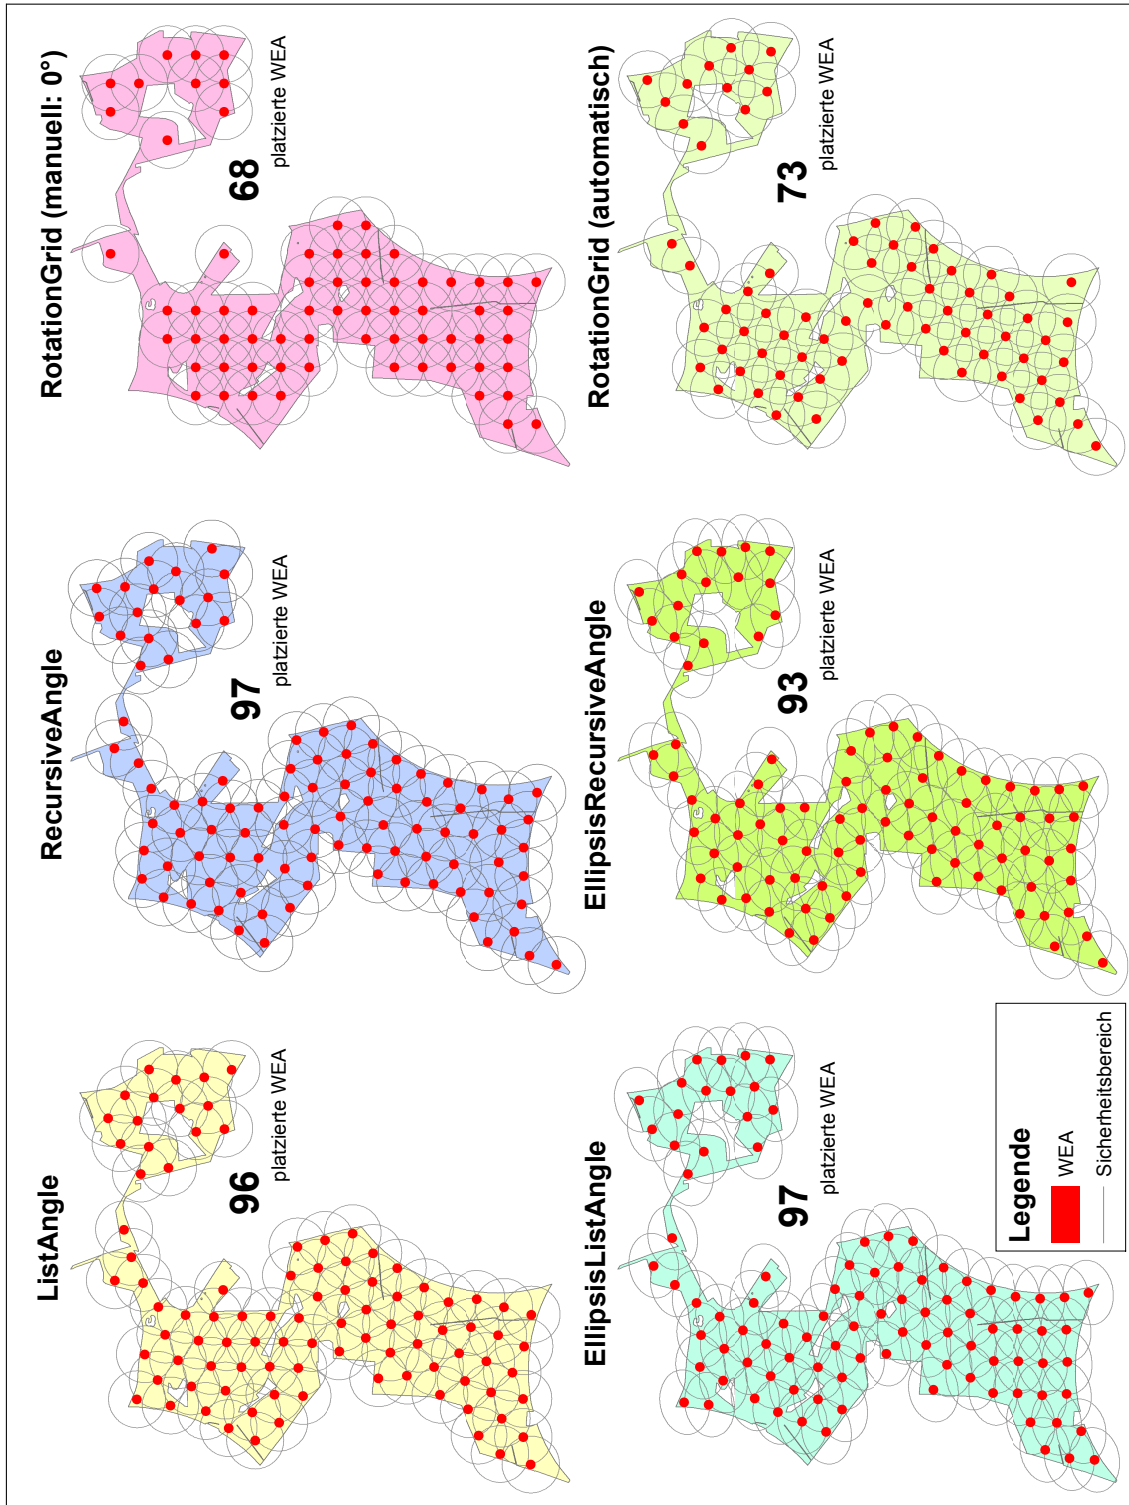 ListAngle
96
platzierte WEA
RecursiveAngle
97
platzierte WEA
RotationGrid (manuell: 0°)
68
platzierte WEA
EllipsisListAngle
97
platzierte WEA
EllipsisRecursiveAngle
93
platzierte WEA
RotationGrid (automatisch)
73
platzierte WEA
Legende
WEA
Sicherheitsbereich